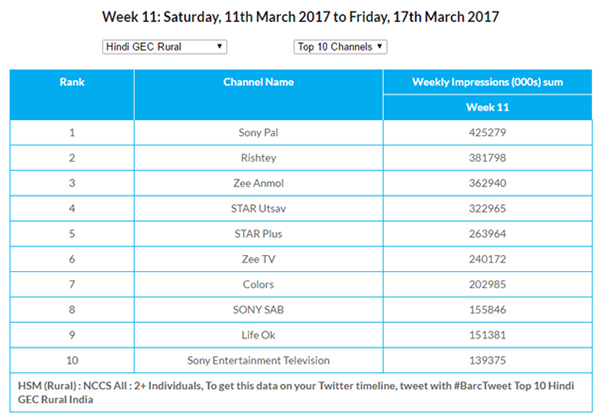 Week 11: Saturday, 11th March 2017 to Friday, 17th March 2017
Hindi GEC Rural Top 10 Channels
Rank Channel Name Weekly Impressions (000s) sum
Week 11
1 Sony Pal 425279
2 Rishtey 381798
3 Zee Anmol 362940
4 STAR Utsav 322965
5 STAR Plus 263964
6 Zee TV 240172
7 Colors 202985
8 SONY SAB 155846
9 Life Ok 151381
10 Sony Entertainment Television 139375
HSM (Rural) : NCCS All : 2+ Individuals, To get this data on your Twitter timeline, tweet with #BarcTweet Top 10 Hindi
GEC Rural India